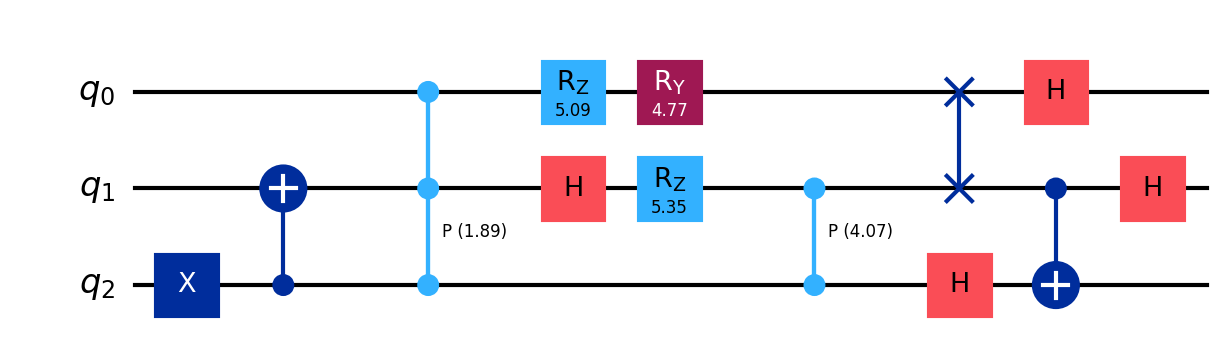 q0 RZ 5.09 RY 4.77 H
q1 H RZ 5.35 H
P (1.89) P (4.07)
q2 X H